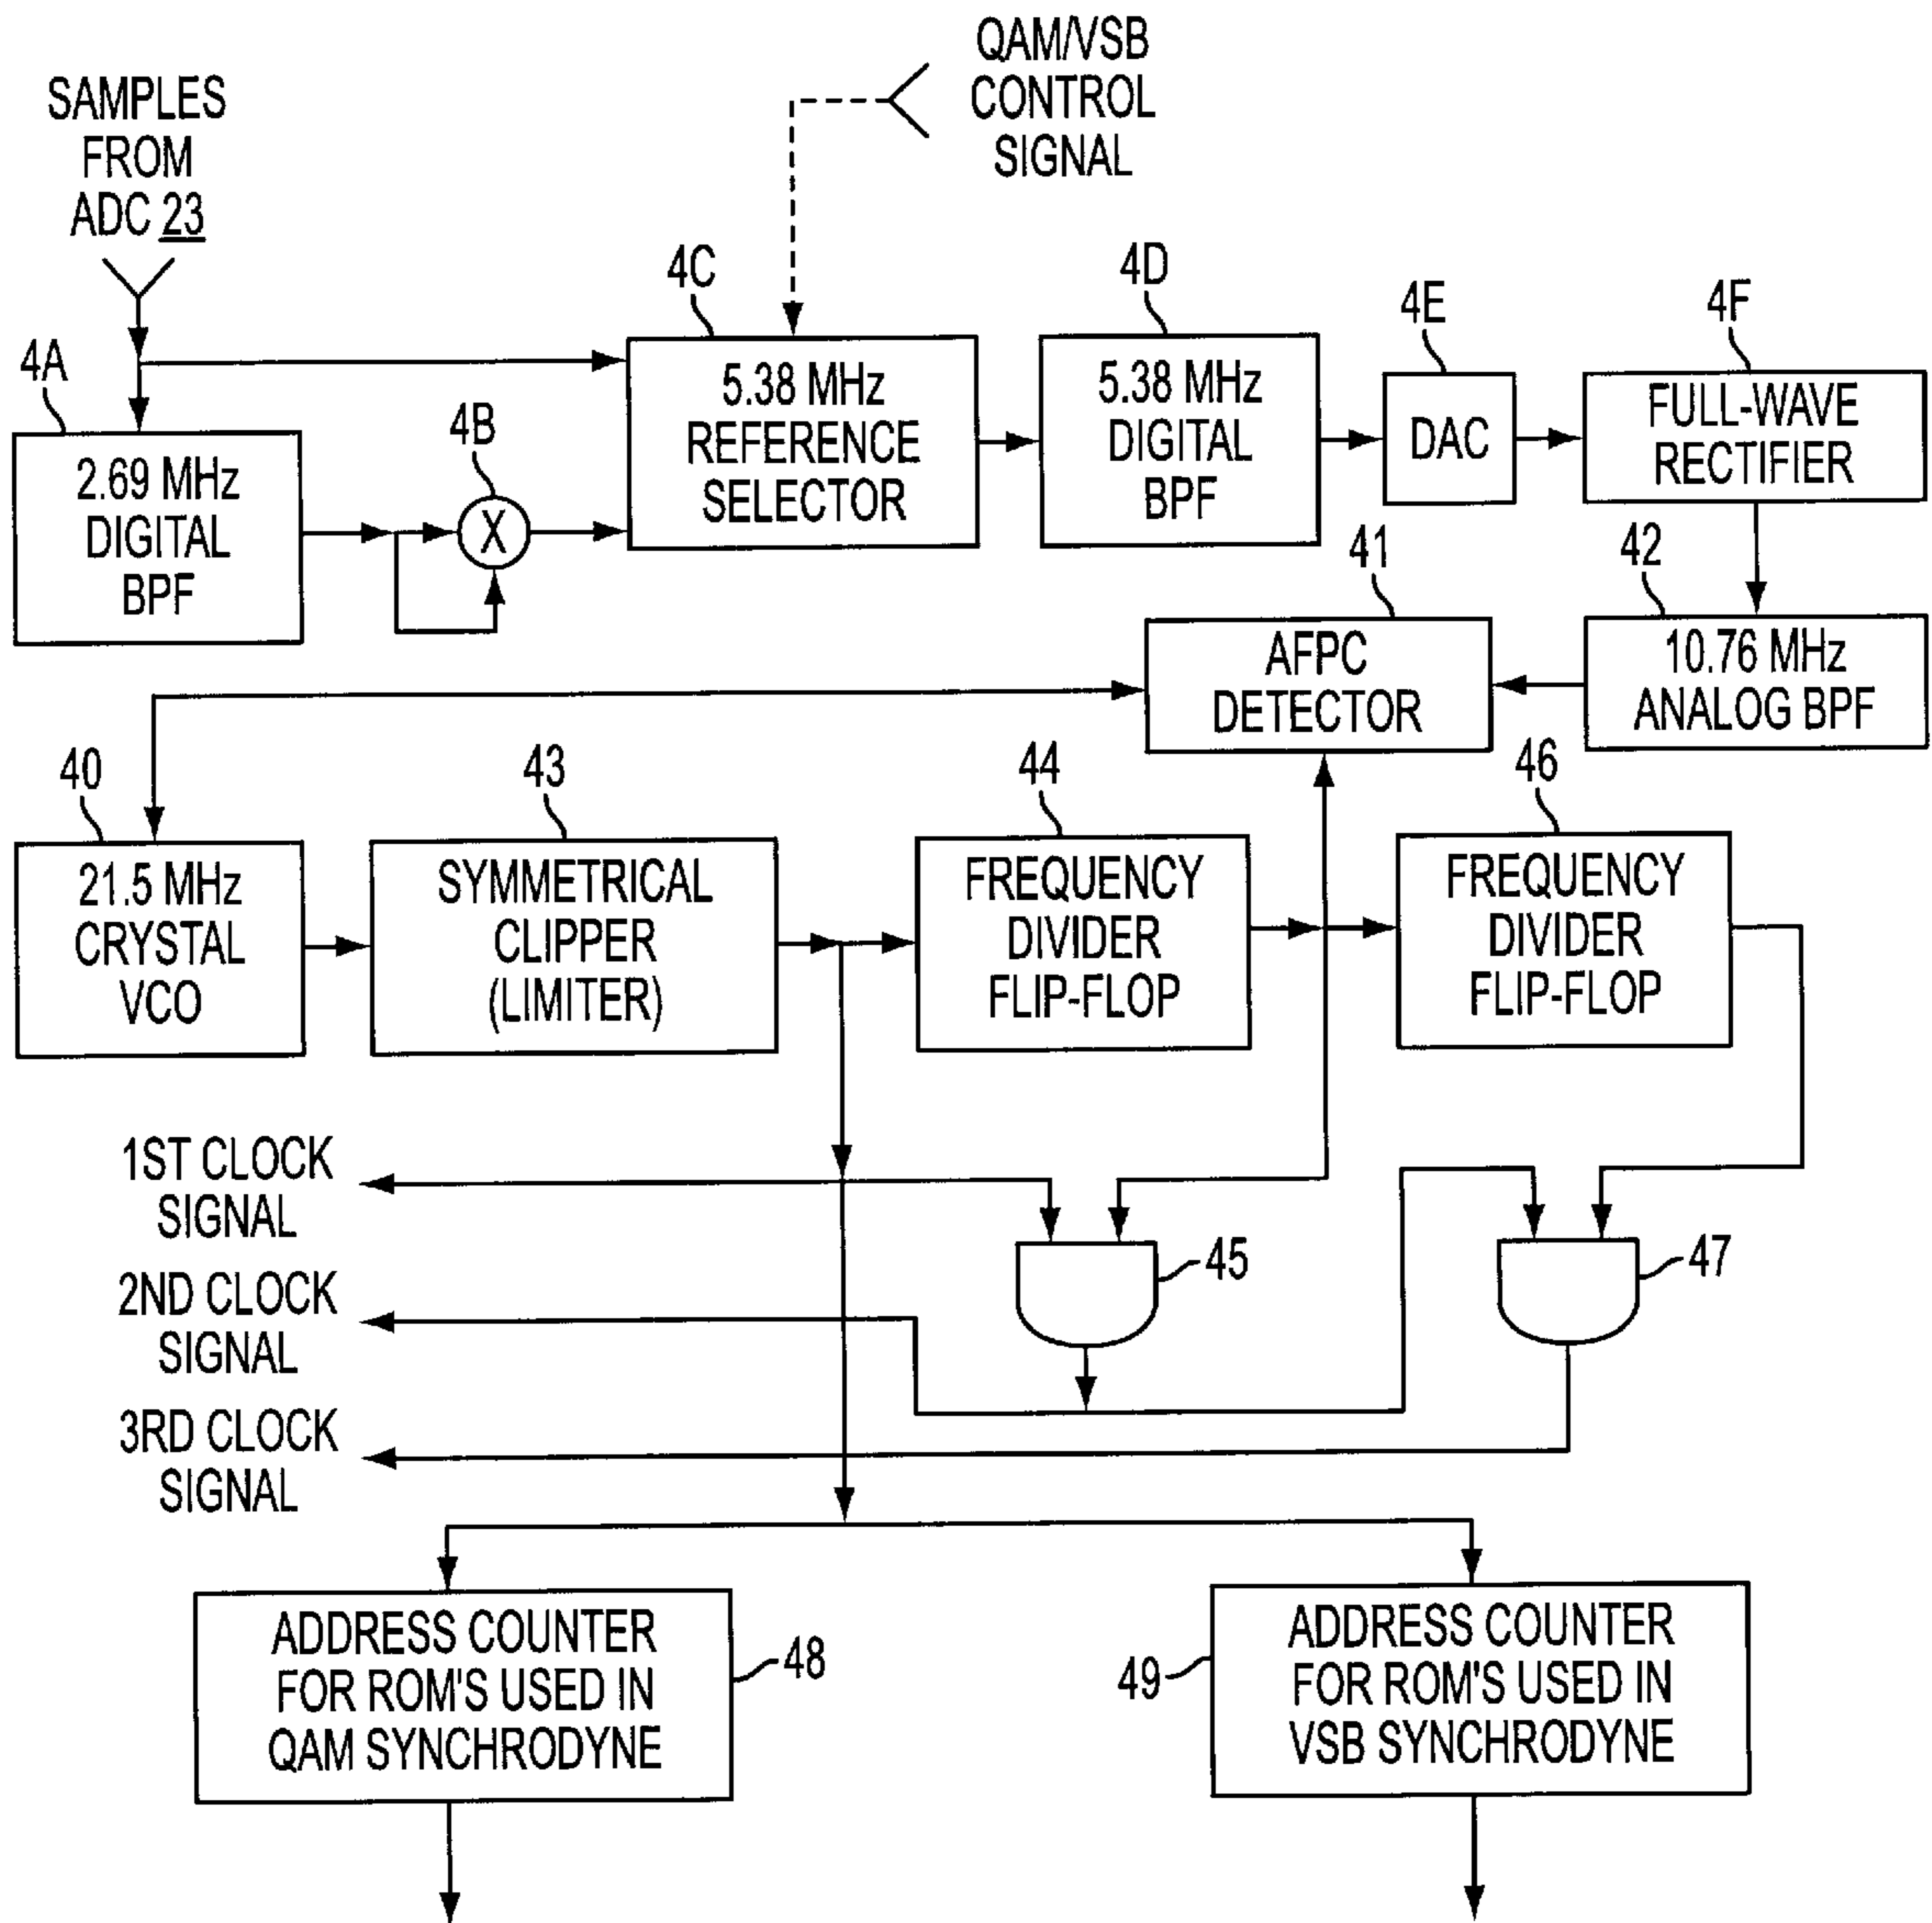 QAM/VSB
CONTROL
SIGNAL
SAMPLES
FROM
ADC 23
4A
2.69 MHz
DIGITAL
BPF
4B
X
4C
5.38 MHz
REFERENCE
SELECTOR
4D
5.38 MHz
DIGITAL
BPF
4E
DAC
4F
FULL-WAVE
RECTIFIER
41
AFPC
DETECTOR
42
10.76 MHz
ANALOG BPF
40
21.5 MHz
CRYSTAL
VCO
43
SYMMETRICAL
CLIPPER
(LIMITER)
44
FREQUENCY
DIVIDER
FLIP-FLOP
46
FREQUENCY
DIVIDER
FLIP-FLOP
1ST CLOCK
SIGNAL
45
47
2ND CLOCK
SIGNAL
3RD CLOCK
SIGNAL
ADDRESS COUNTER
FOR ROM'S USED IN
QAM SYNCHRODYNE
48
49
ADDRESS COUNTER
FOR ROM'S USED IN
VSB SYNCHRODYNE